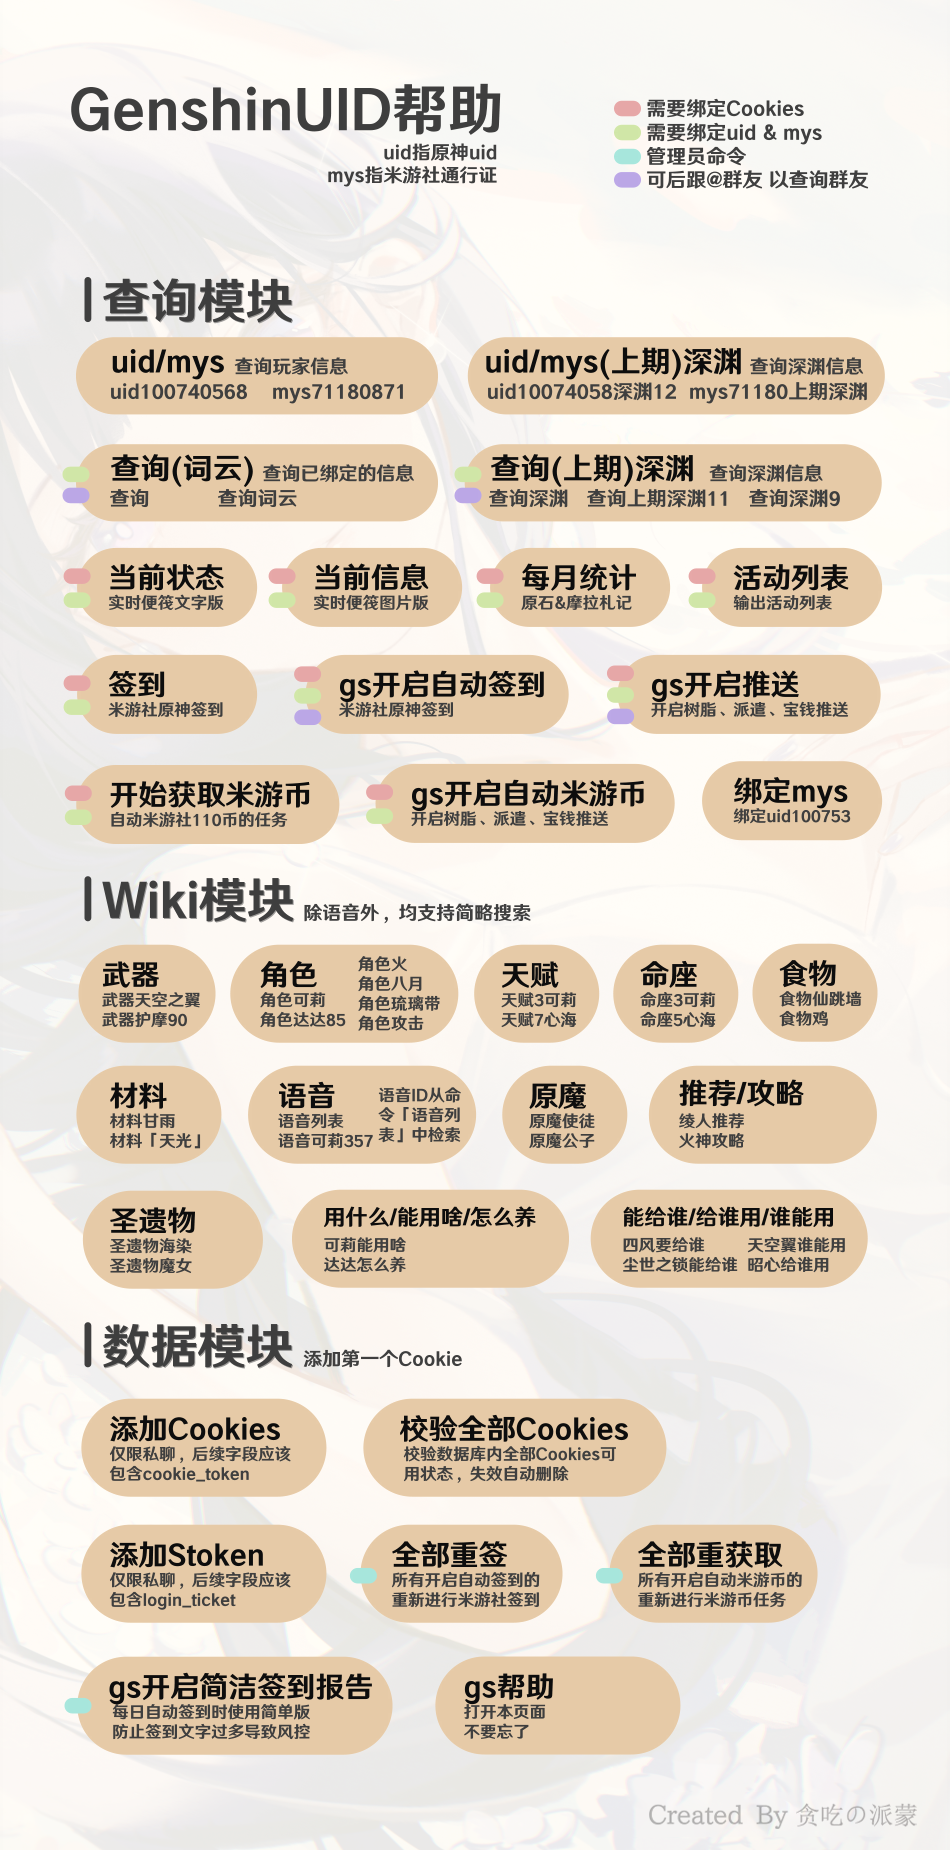 GenshinUID帮助
uid指原神uid
mys指米游社通行证
需要绑定Cookies
需要绑定uid & mys
管理员命令
可后跟@群友 以查询群友
查询模块
uid/mys 查询玩家信息
uid100740568 mys71180871
uid/mys(上期)深渊 查询深渊信息
uid10074058深渊12 mys71180上期深渊
查询(词云) 查询已绑定的信息
查询 查询词云
查询(上期)深渊 查询深渊信息
查询深渊 查询上期深渊11 查询深渊9
当前状态
实时便筏文字版
当前信息
实时便筏图片版
每月统计
原石&摩拉札记
活动列表
输出活动列表
签到
米游社原神签到
gs开启自动签到
米游社原神签到
gs开启推送
开启树脂、派遣、宝钱推送
开始获取米游币
自动米游社110币的任务
gs开启自动米游币
开启树脂、派遣、宝钱推送
绑定mys
绑定uid100753
Wiki模块 除语音外，均支持简略搜索
武器
武器天空之翼
武器护摩90
角色
角色可莉
角色达达85
角色火
角色八月
角色琉璃带
角色攻击
天赋
天赋3可莉
天赋7心海
命座
命座3可莉
命座5心海
食物
食物仙跳墙
食物鸡
材料
材料甘雨
材料「天光」
语音
语音列表
语音可莉357
语音ID从命
令「语音列
表」中检索
原魔
原魔使徒
原魔公子
推荐/攻略
绫人推荐
火神攻略
圣遗物
圣遗物海染
圣遗物魔女
用什么/能用啥/怎么养
可莉能用啥
达达怎么养
能给谁/给谁用/谁能用
四风要给谁 天空翼谁能用
尘世之锁能给谁 昭心给谁用
数据模块 添加第一个Cookie
添加Cookies
仅限私聊，后续字段应该
包含cookie_token
校验全部Cookies
校验数据库内全部Cookies可
用状态，失效自动删除
添加Stoken
仅限私聊，后续字段应该
包含login_ticket
全部重签
所有开启自动签到的
重新进行米游社签到
全部重获取
所有开启自动米游币的
重新进行米游币任务
gs开启简洁签到报告
每日自动签到时使用简单版
防止签到文字过多导致风控
gs帮助
打开本页面
不要忘了
Created By 贪吃の派蒙